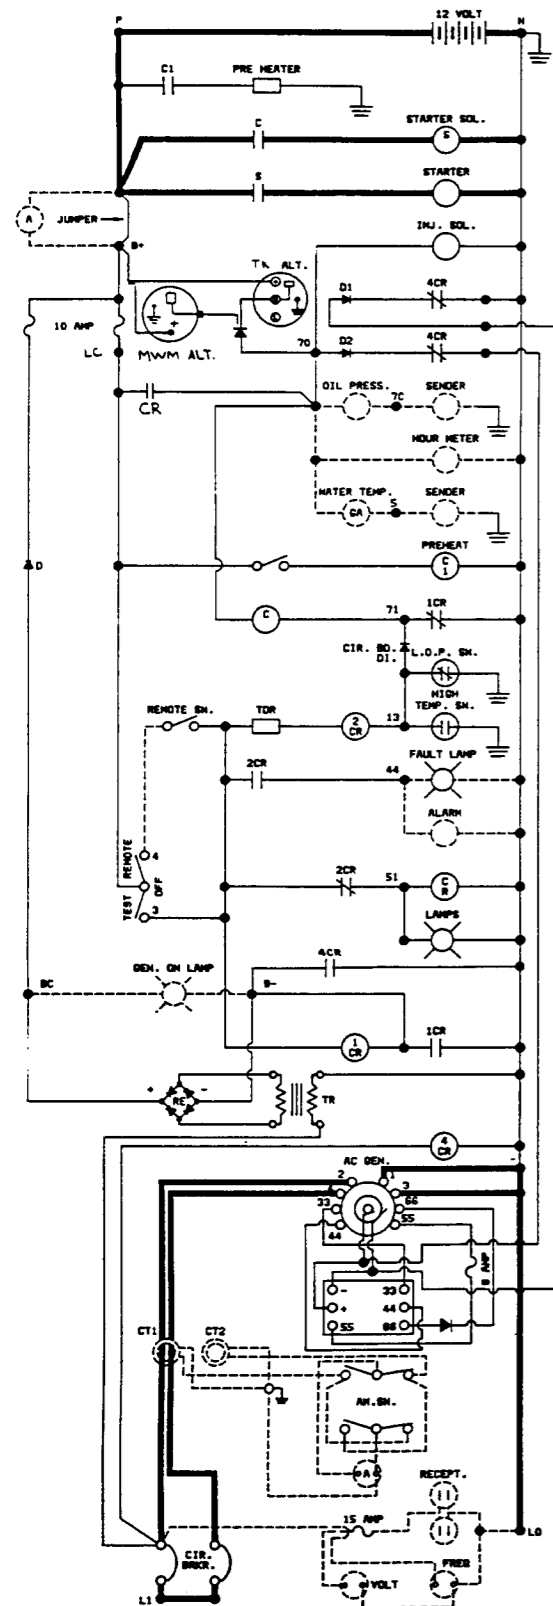 P 12 VOLT N
C1 PRE HEATER
C STARTER SOL.
S
S STARTER
A JUMPER B+
INJ. SOL.
TK ALT.
D1 4CR
10 AMP
LC MWM ALT. 70 D2 4CR
CR
OIL PRESS. 7C SENDER
HOUR METER
WATER TEMP. S SENDER
GA
PREHEAT
D C
1
C 71 1CR
CIR. BD. DI. L.O.P. SW.
HIGH
TEMP. SW.
REMOTE SW. TDR 2
CR 13
2CR 44 FAULT LAMP
ALARM
REMOTE 4
OFF
TEST 3
2CR 51 C
R
LAMPS
4CR
BC GEN. ON LAMP B-
1
CR 1CR
+ RE - TR
4
CR
AC GEN.
2 1
3
33 66
44 55
8 AMP
- 33
+ 44
55 66
CT1 CT2
AM.SW.
A
RECEPT.
15 AMP LO
CIR.
BRKR.
VOLT FREQ
L1